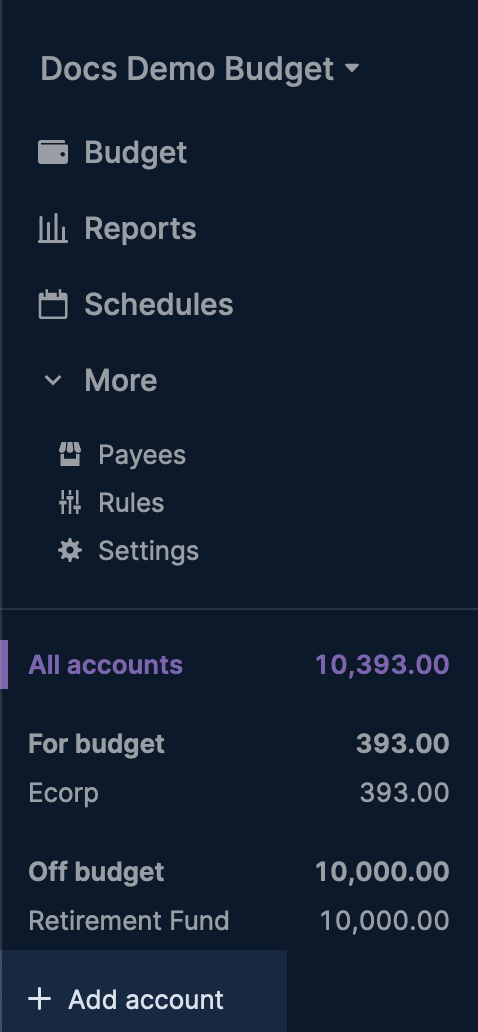 Docs Demo Budget
Budget
Reports
Schedules
More
Payees
Rules
Settings
All accounts 10,393.00
For budget 393.00
Ecorp 393.00
Off budget 10,000.00
Retirement Fund 10,000.00
+ Add account